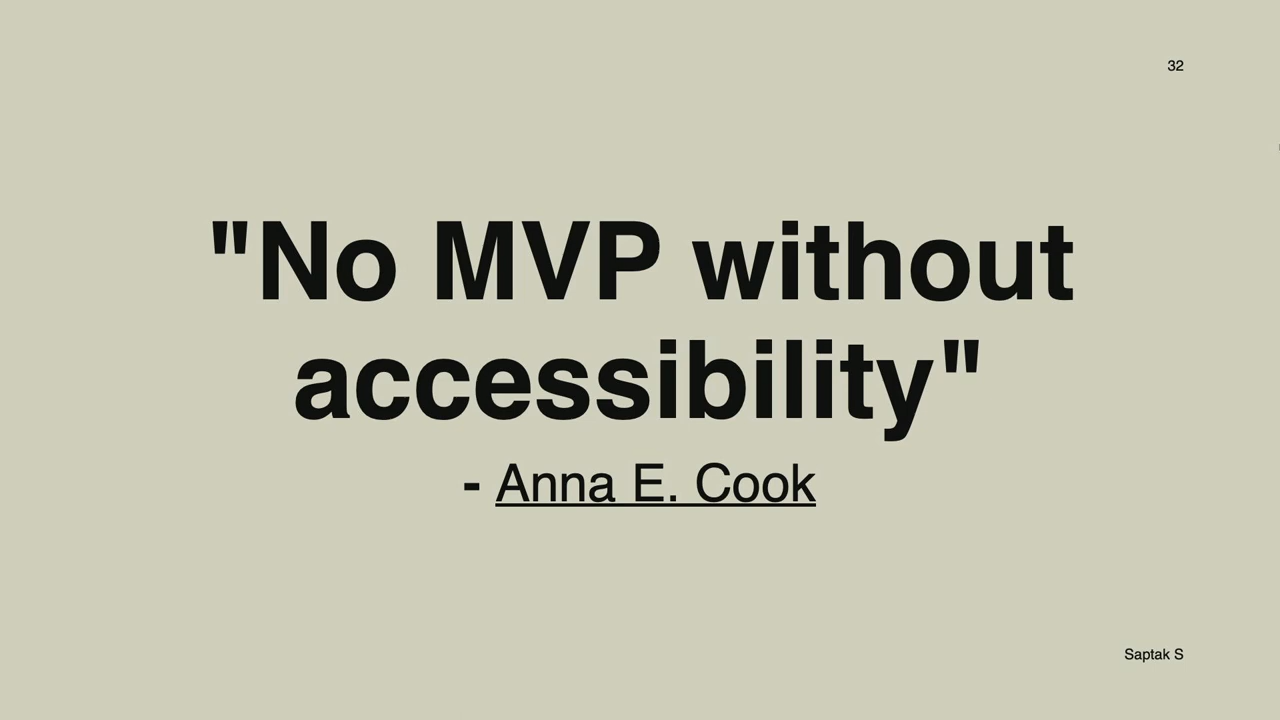 32
"No MVP without
accessibility"
- Anna E. Cook
Saptak S